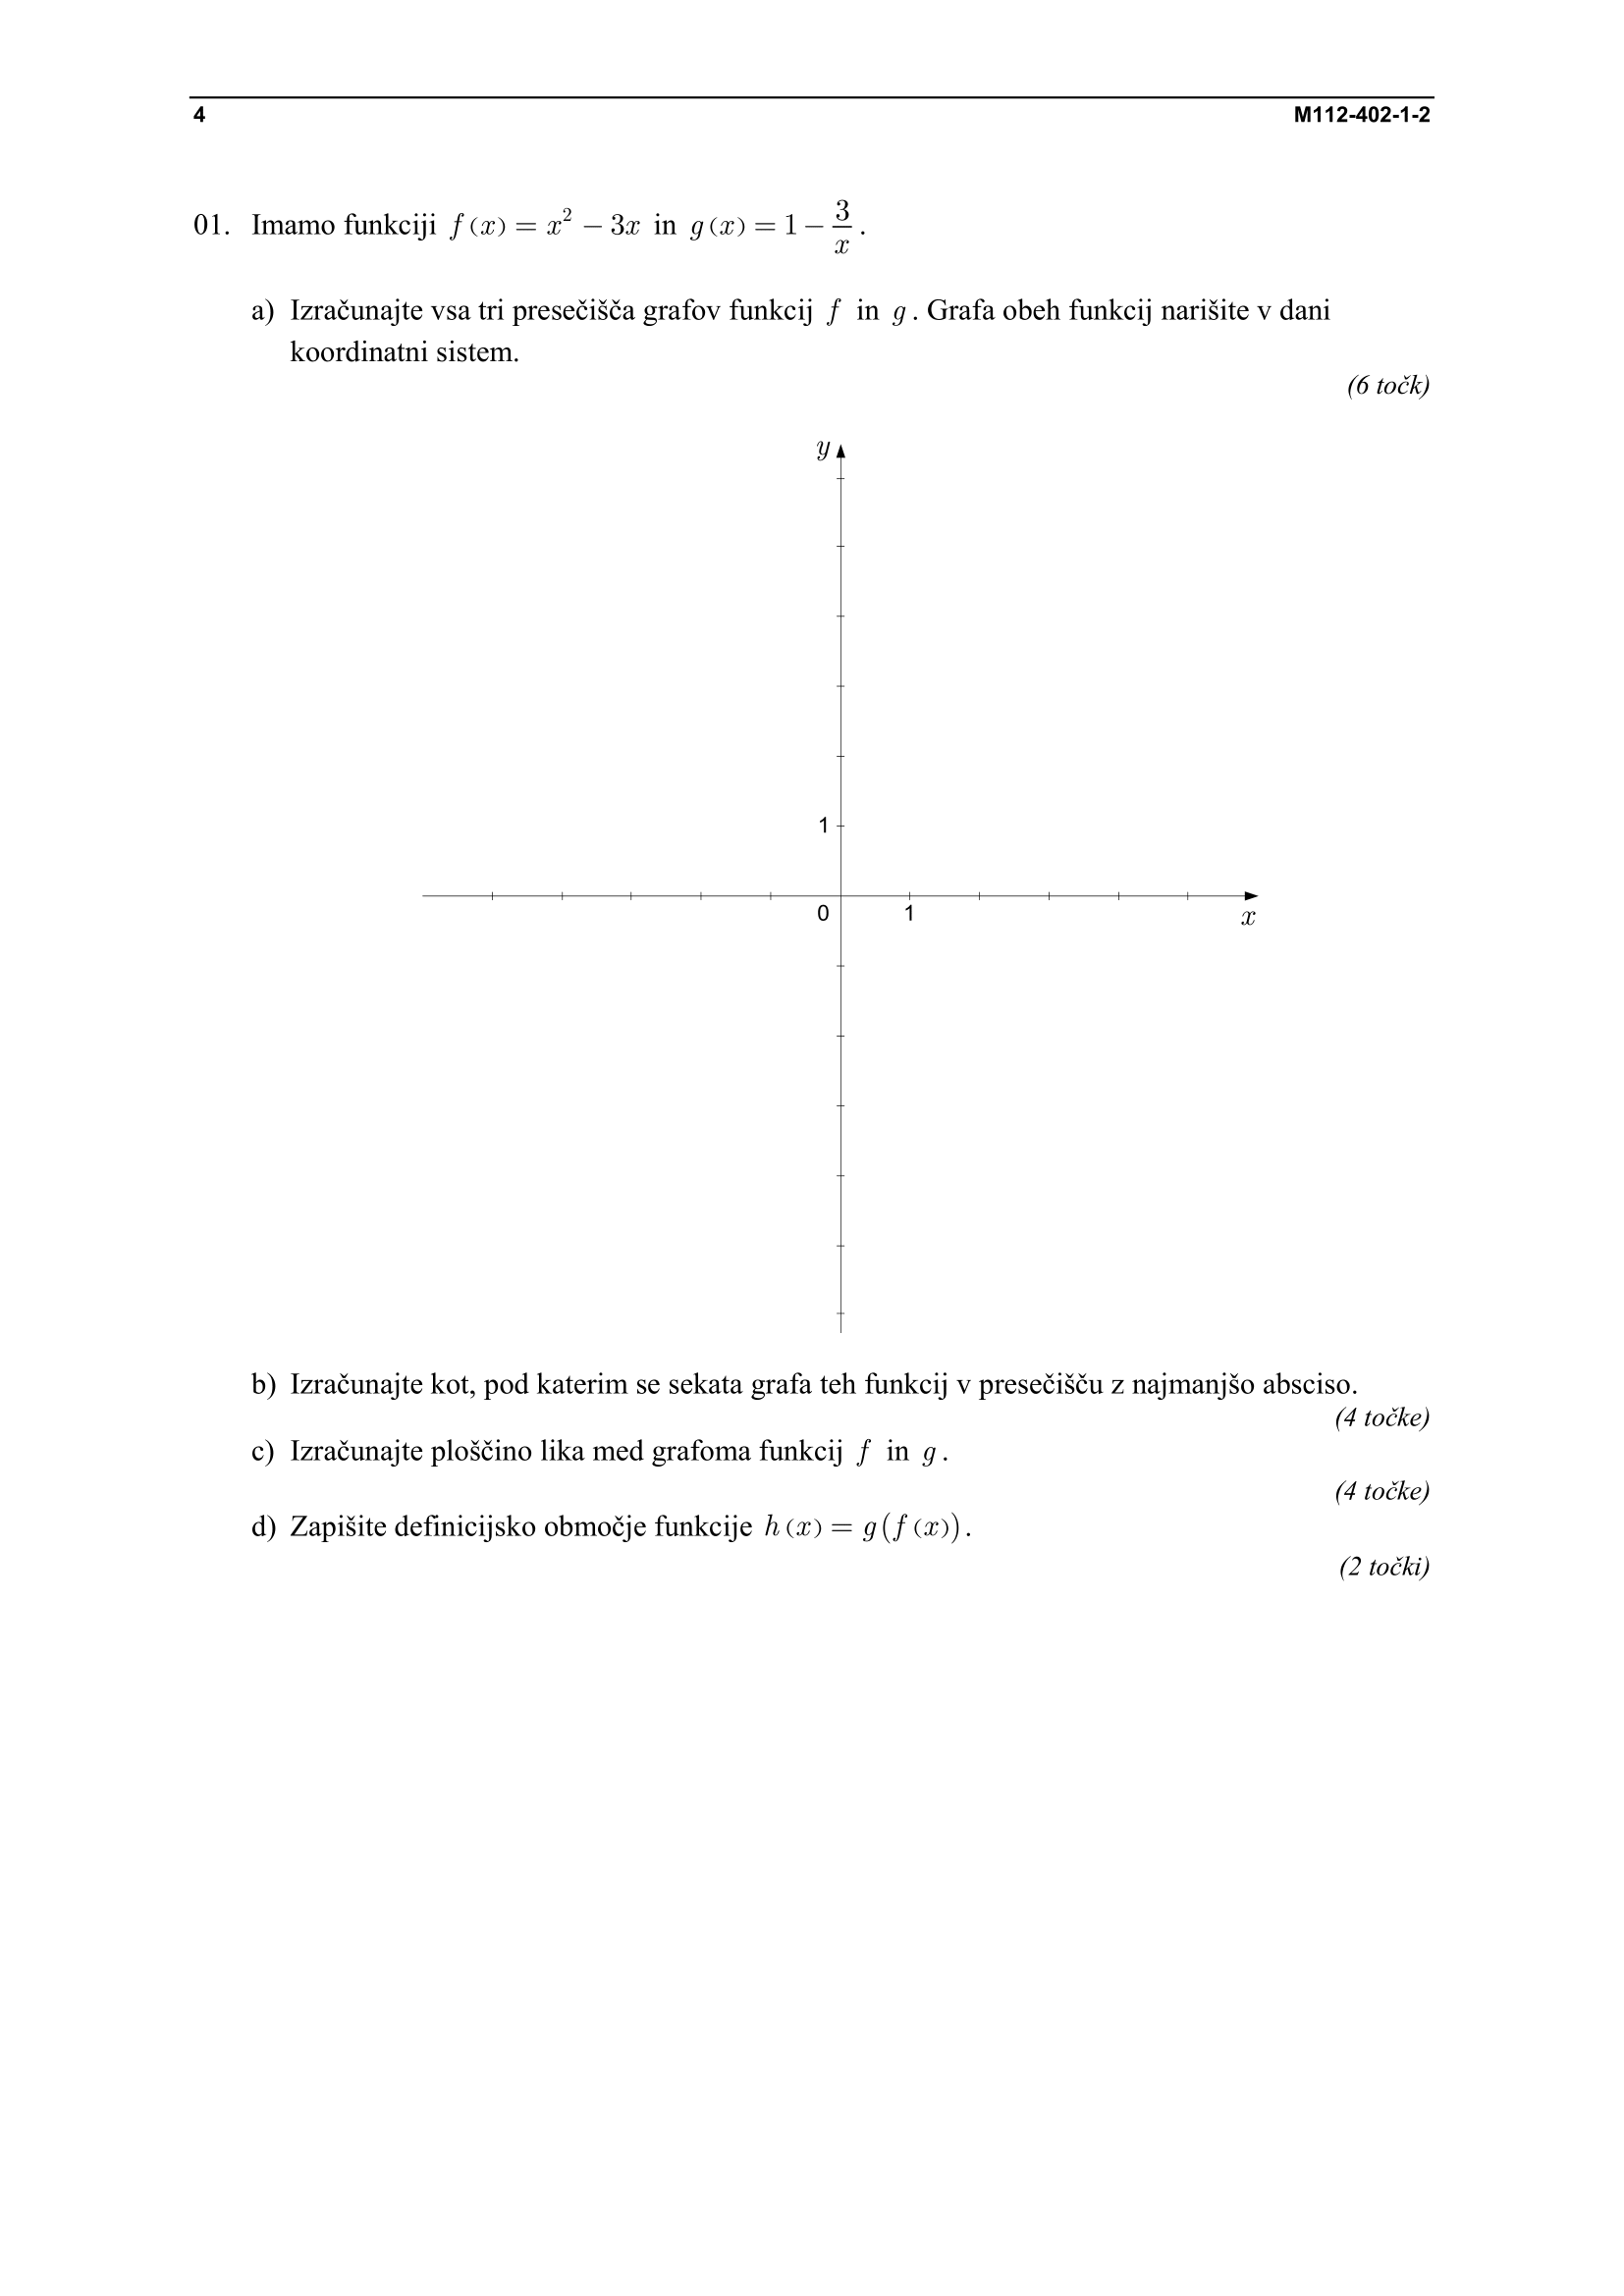 4 M112-402-1-2
01. Imamo funkciji f(x) = x² − 3x in g(x) = 1 − 3/x.
a) Izračunajte vsa tri presečišča grafov funkcij f in g. Grafa obeh funkcij narišite v dani
koordinatni sistem.
(6 točk)
y
1
0 1
x
b) Izračunajte kot, pod katerim se sekata grafa teh funkcij v presečišču z najmanjšo absciso.
(4 točke)
c) Izračunajte ploščino lika med grafoma funkcij f in g.
(4 točke)
d) Zapišite definicijsko območje funkcije h(x) = g(f(x)).
(2 točki)